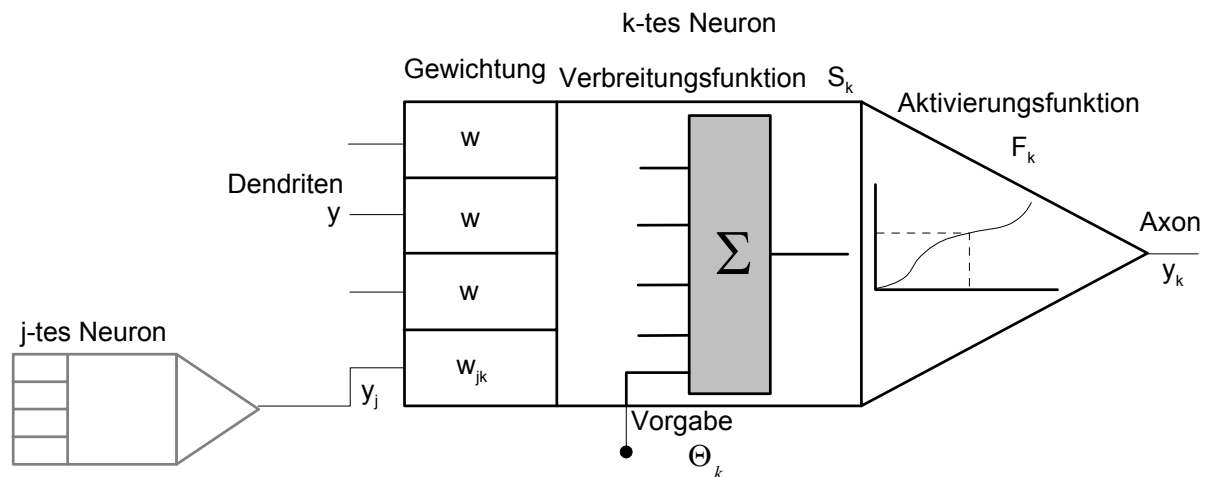 k-tes Neuron
Gewichtung
Verbreitungsfunktion
S_k
Aktivierungsfunktion
F_k
w
Dendriten
y
w
Σ
Axon
y_k
w
j-tes Neuron
w_jk
y_j
Vorgabe
Θ_k